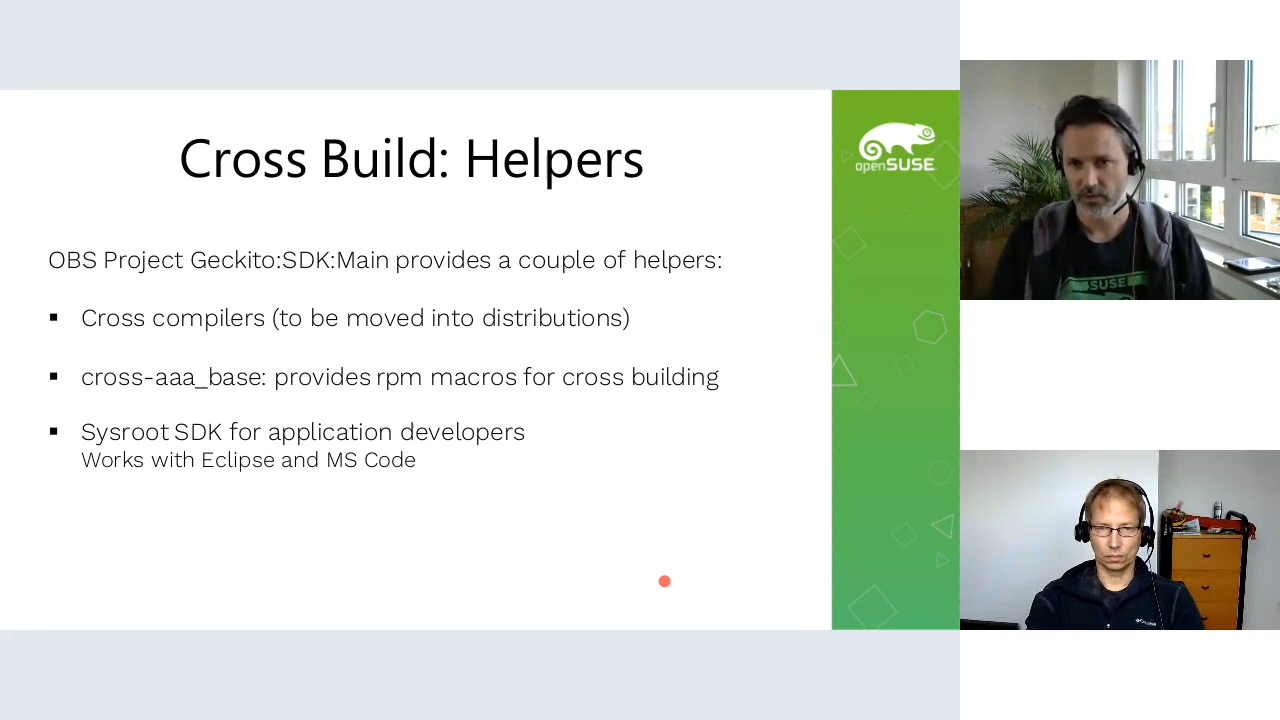 Cross Build: Helpers
openSUSE
OBS Project Geckito:SDK:Main provides a couple of helpers:
▪ Cross compilers (to be moved into distributions)
▪ cross-aaa_base: provides rpm macros for cross building
▪ Sysroot SDK for application developers
Works with Eclipse and MS Code
SUSE
Columbia